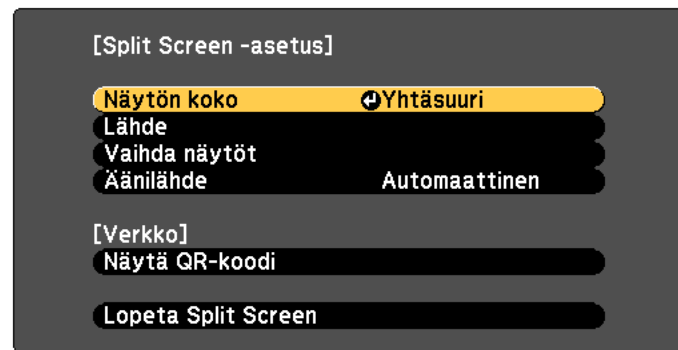 [Split Screen -asetus]
Näytön koko Yhtäsuuri
Lähde
Vaihda näytöt
Äänilähde Automaattinen
[Verkko]
Näytä QR-koodi
Lopeta Split Screen